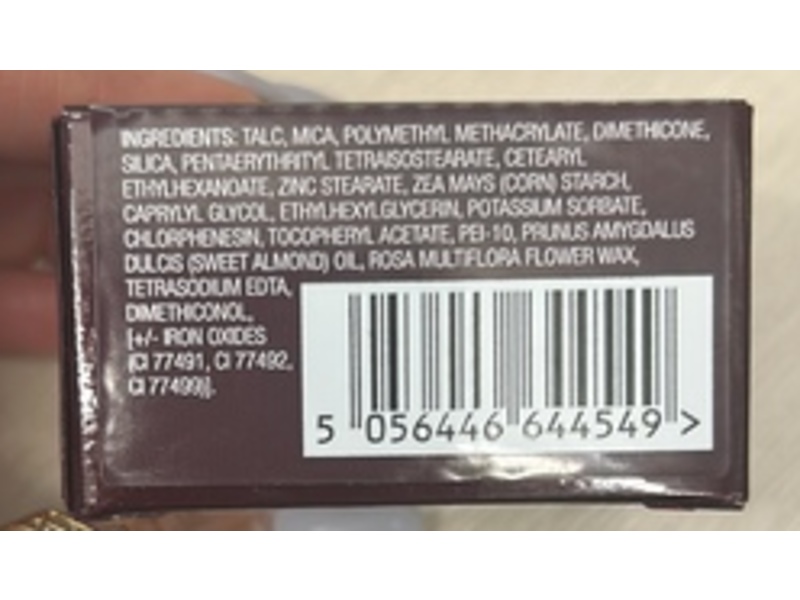 INGREDIENTS: TALC, MICA, POLYMETHYL METHACRYLATE, DIMETHICONE,
SILICA, PENTAERYTHRITYL TETRAISOSTEARATE, CETEARYL
ETHYLHEXANOATE, ZINC STEARATE, ZEA MAYS (CORN) STARCH,
CAPRYLYL GLYCOL, ETHYLHEXYLGLYCERIN, POTASSIUM SORBATE,
CHLORPHENESIN, TOCOPHERYL ACETATE, PEI-10, PRUNUS AMYGDALUS
DULCIS (SWEET ALMOND) OIL, ROSA MULTIFLORA FLOWER WAX,
TETRASODIUM EDTA,
DIMETHICONOL,
[+/- IRON OXIDES
(CI 77491, CI 77492,
CI 77499)].
5 056446 644549 >